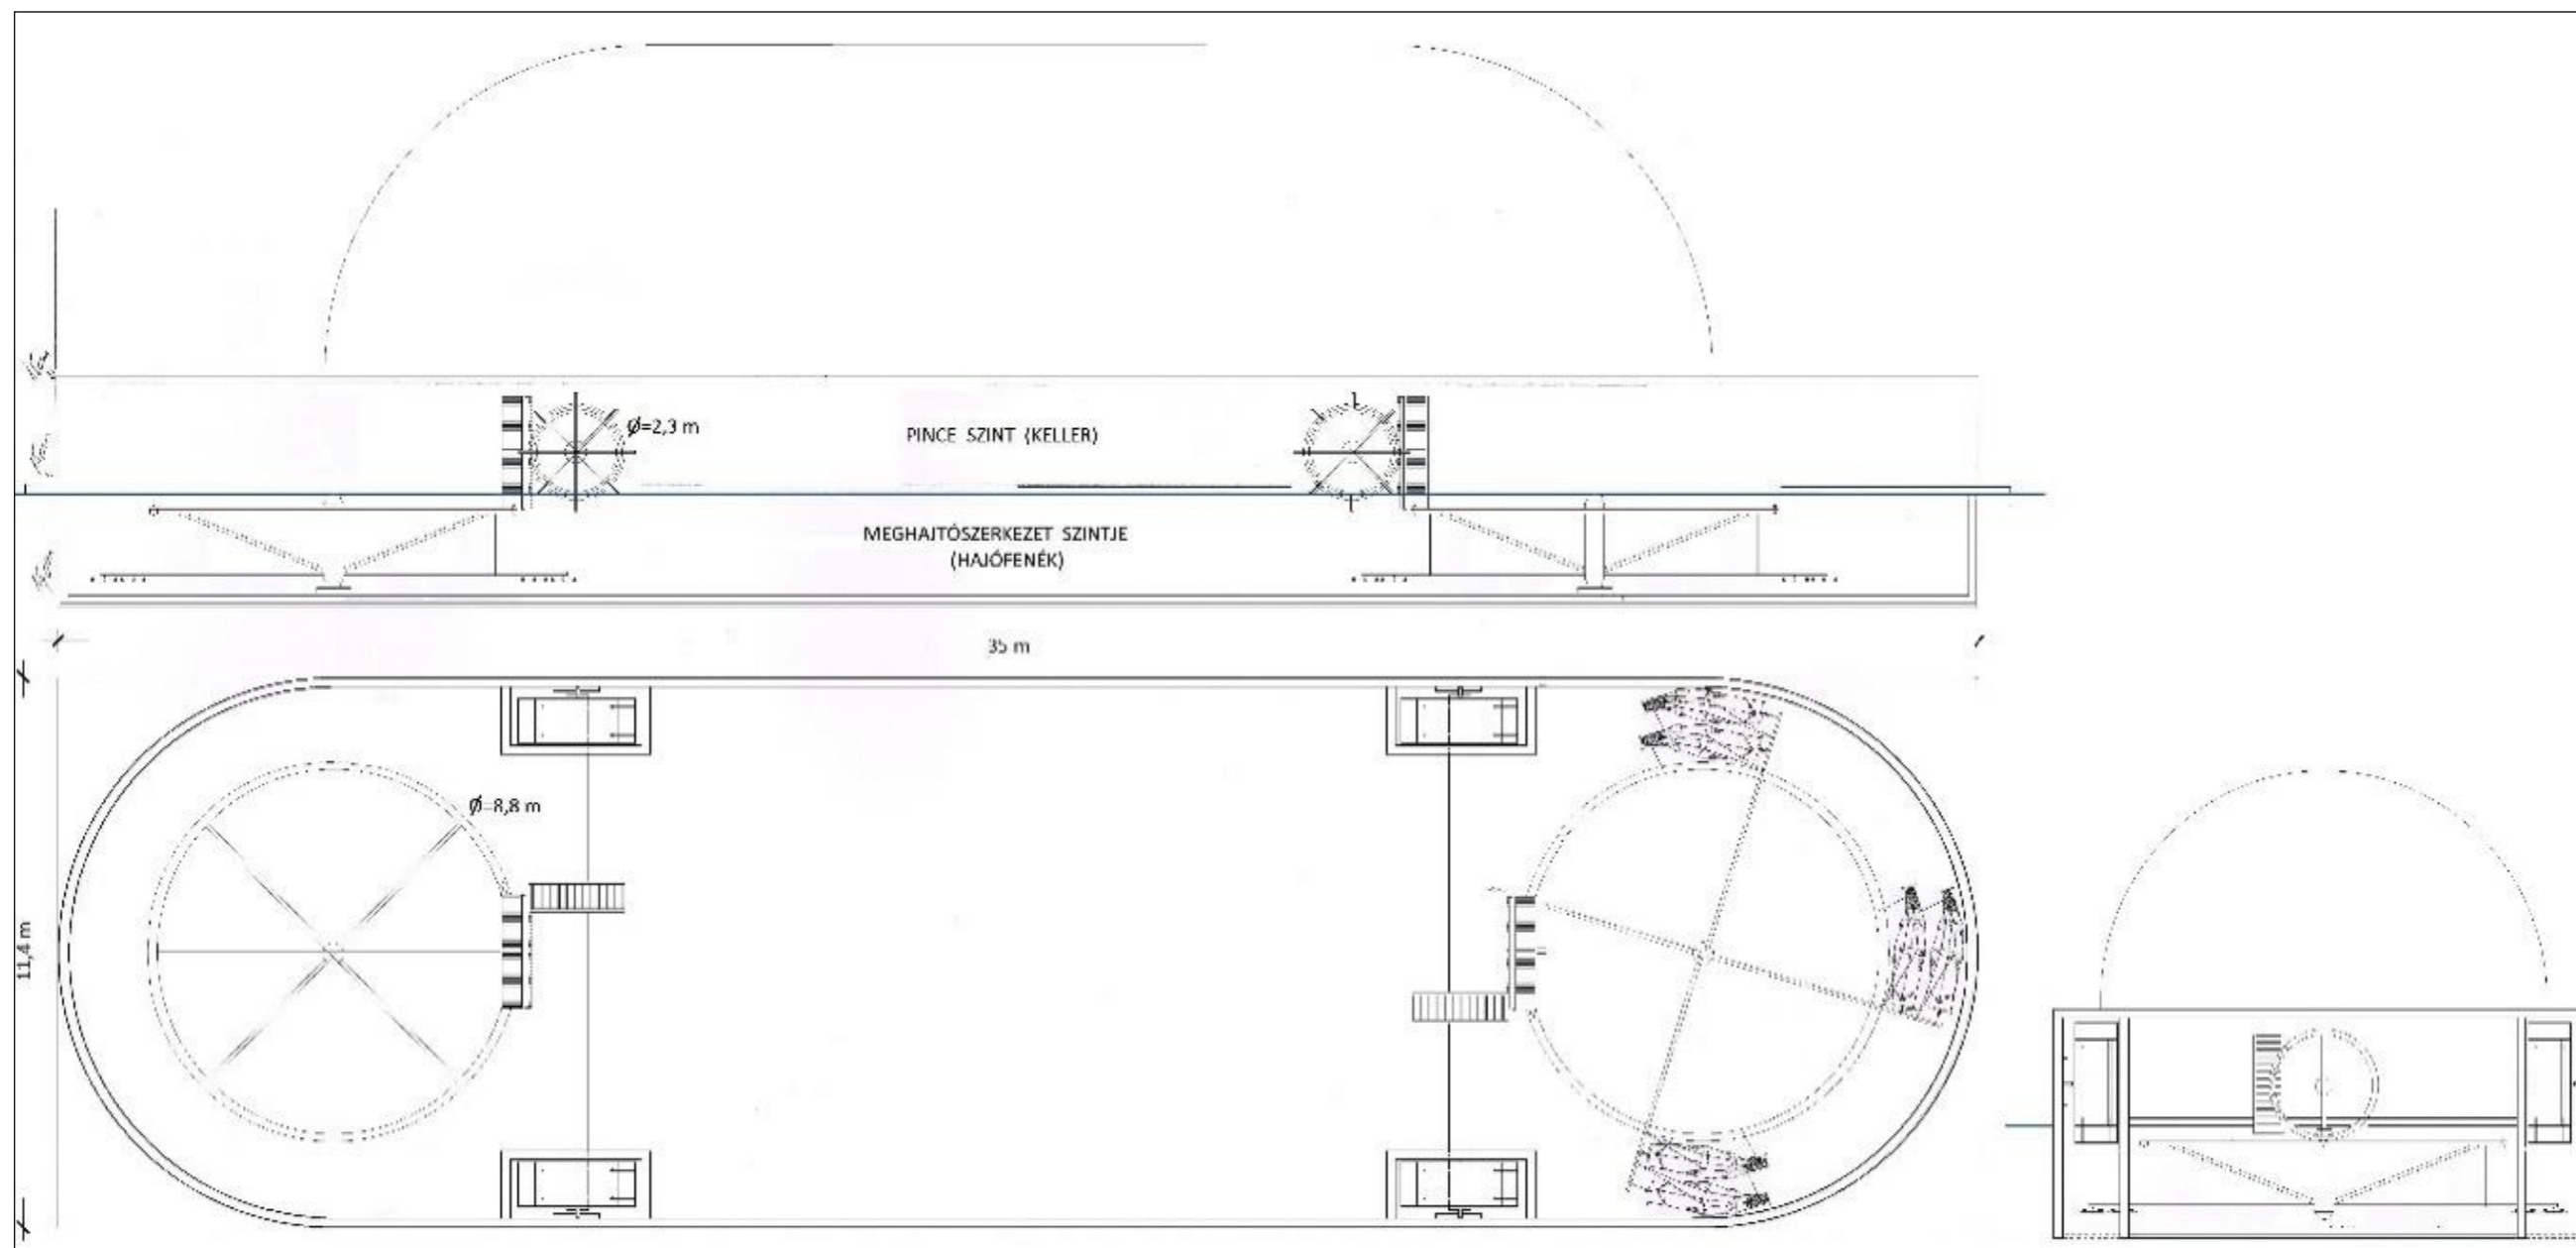 Ø=2,3 m
PINCE SZINT (KELLER)
MEGHAJTÓSZERKEZET SZINTJE
(HAJÓFENÉK)
35 m
Ø=8,8 m
11,4 m